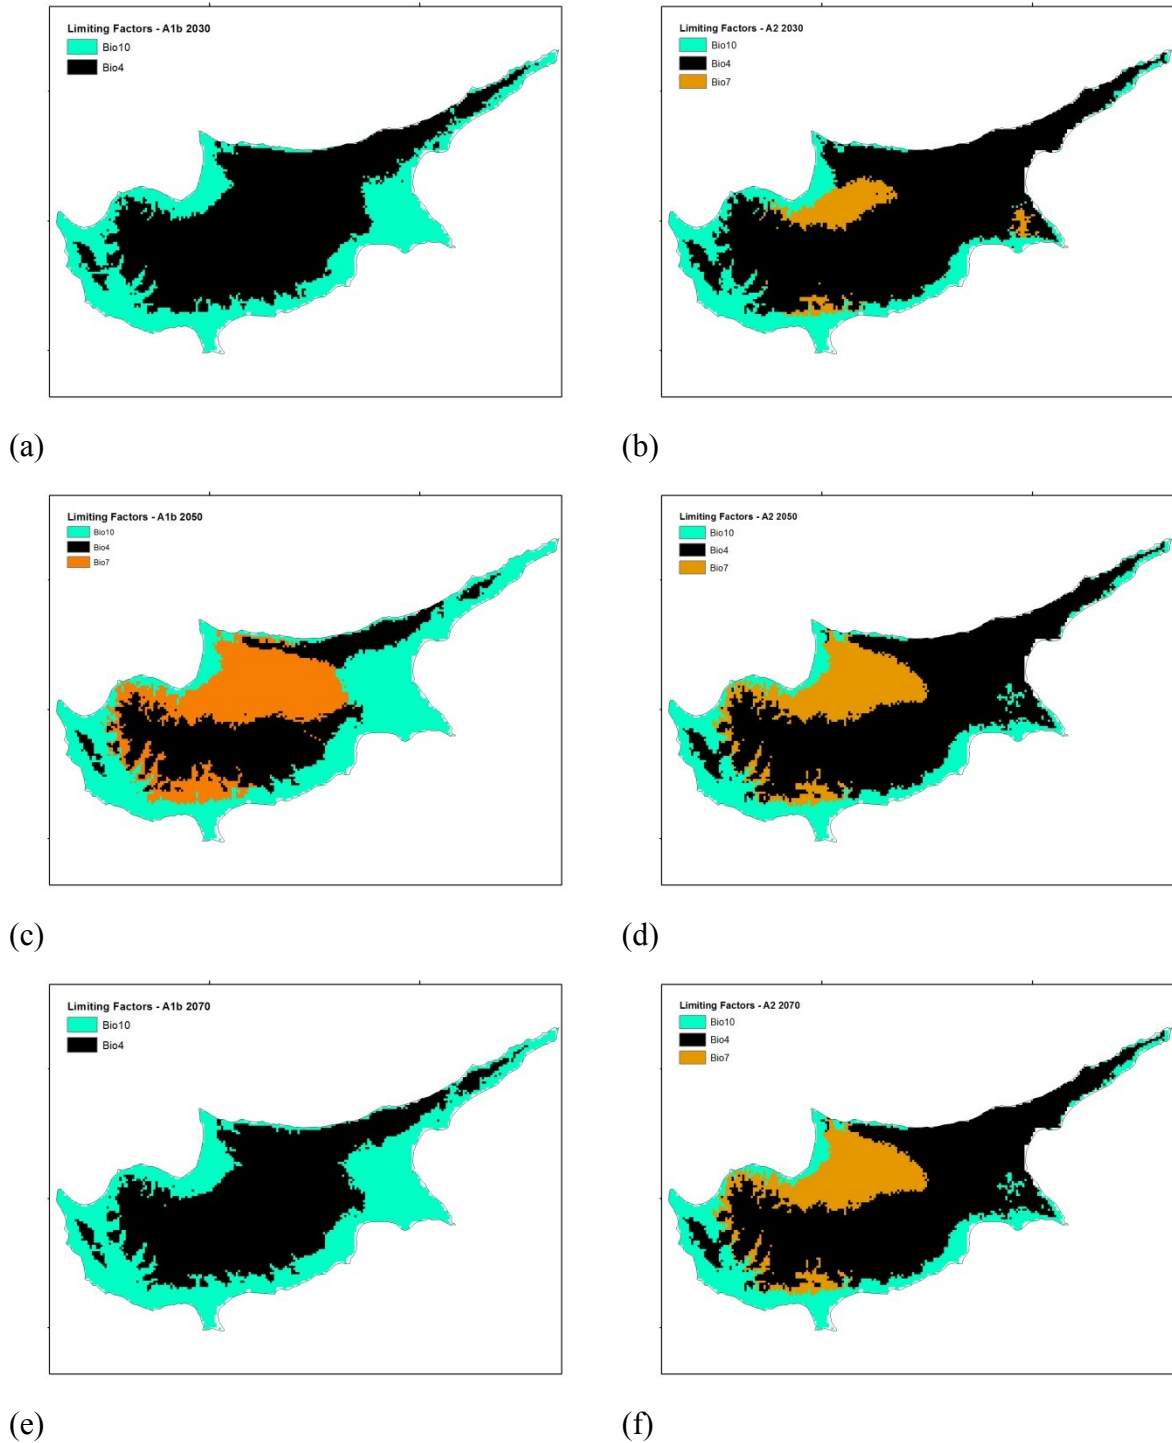 Limiting Factors - A1b 2030
Bio10
Bio4
(a)
Limiting Factors - A2 2030
Bio10
Bio4
Bio7
(b)
Limiting Factors - A1b 2050
Bio10
Bio4
Bio7
(c)
Limiting Factors - A2 2050
Bio10
Bio4
Bio7
(d)
Limiting Factors - A1b 2070
Bio10
Bio4
(e)
Limiting Factors - A2 2070
Bio10
Bio4
Bio7
(f)